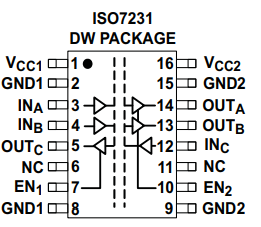 ISO7231
DW PACKAGE
VCC1 1 16 VCC2
GND1 2 15 GND2
INA 3 14 OUTA
INB 4 13 OUTB
OUTC 5 12 INC
NC 6 11 NC
EN1 7 10 EN2
GND1 8 9 GND2